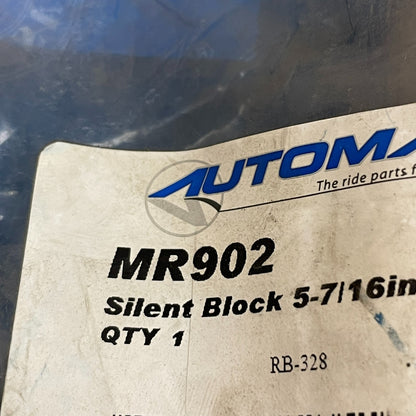 AUTOMA
The ride parts f
MR902
Silent Block 5-7/16in
QTY 1
RB-328